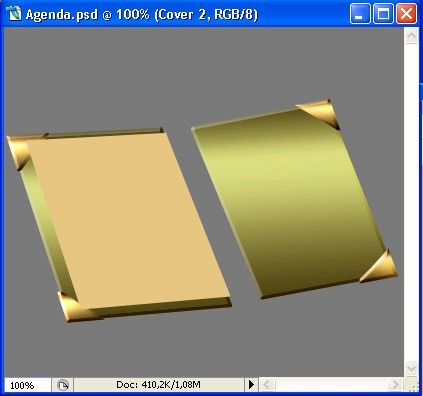 Agenda.psd @ 100% (Cover 2, RGB/8)
100% Doc: 410,2K/1,08M